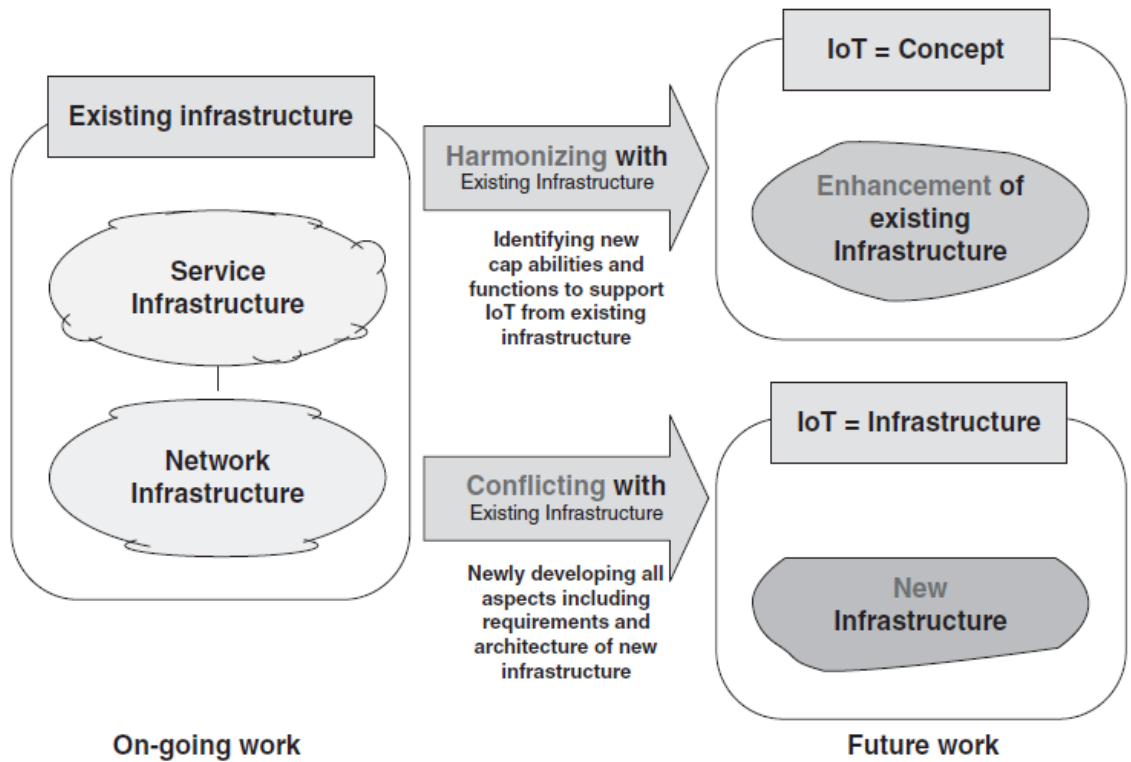 Existing infrastructure
Service
Infrastructure
Network
Infrastructure
On-going work
Harmonizing with
Existing Infrastructure
Identifying new
cap abilities and
functions to support
IoT from existing
infrastructure
Conflicting with
Existing Infrastructure
Newly developing all
aspects including
requirements and
architecture of new
infrastructure
IoT = Concept
Enhancement of
existing
Infrastructure
IoT = Infrastructure
New
Infrastructure
Future work